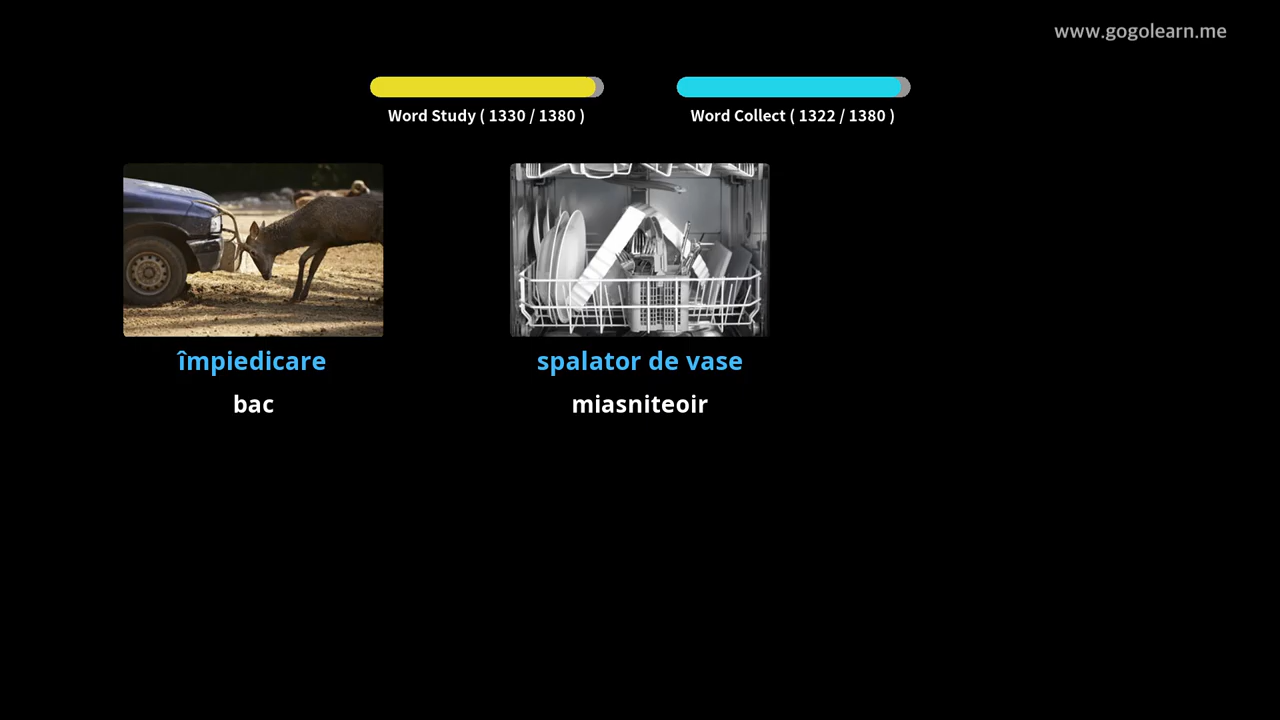 www.gogolearn.me
Word Study ( 1330 / 1380 )
Word Collect ( 1322 / 1380 )
împiedicare
spalator de vase
bac
miasniteoir